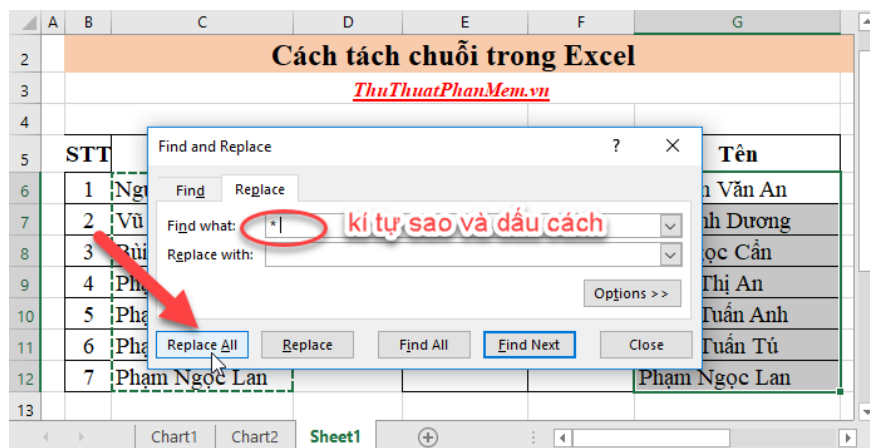 A B C D E F G
2 Cách tách chuỗi trong Excel
3 ThuThuatPhanMem.vn
4
Find and Replace ? ×
5 STT Tên
Find Replace
6 1 Văn An
Find what: * kí tự sao và dấu cách
7 2 Vũ Dương
8 3 Bùi Cẩn
Replace with:
9 4 Thị An
Options >>
10 5 Tuấn Anh
Replace All Replace Find All Find Next Close
11 6 Tuấn Tú
12 7 Phạm Ngọc Lan Phạm Ngọc Lan
13
Chart1 Chart2 Sheet1